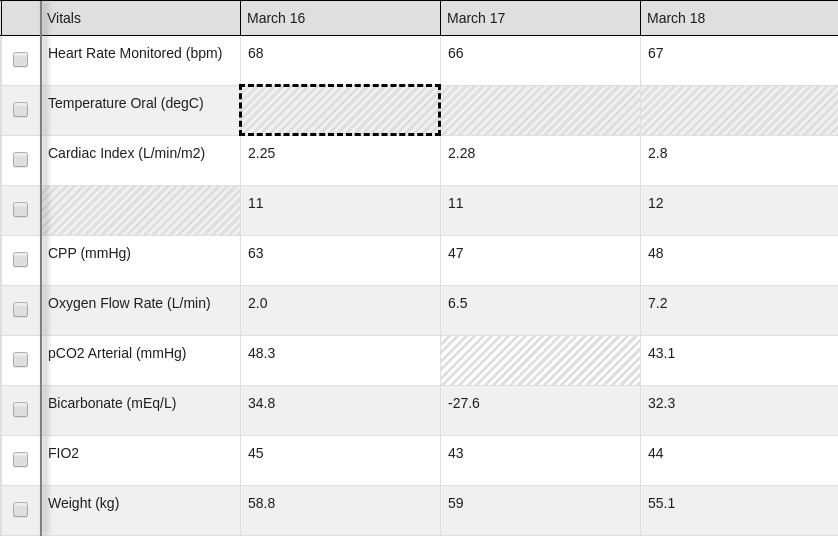 Vitals March 16 March 17 March 18
Heart Rate Monitored (bpm) 68 66 67
Temperature Oral (degC)
Cardiac Index (L/min/m2) 2.25 2.28 2.8
11 11 12
CPP (mmHg) 63 47 48
Oxygen Flow Rate (L/min) 2.0 6.5 7.2
pCO2 Arterial (mmHg) 48.3 43.1
Bicarbonate (mEq/L) 34.8 -27.6 32.3
FIO2 45 43 44
Weight (kg) 58.8 59 55.1